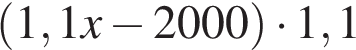 (1,1x − 2000) · 1,1